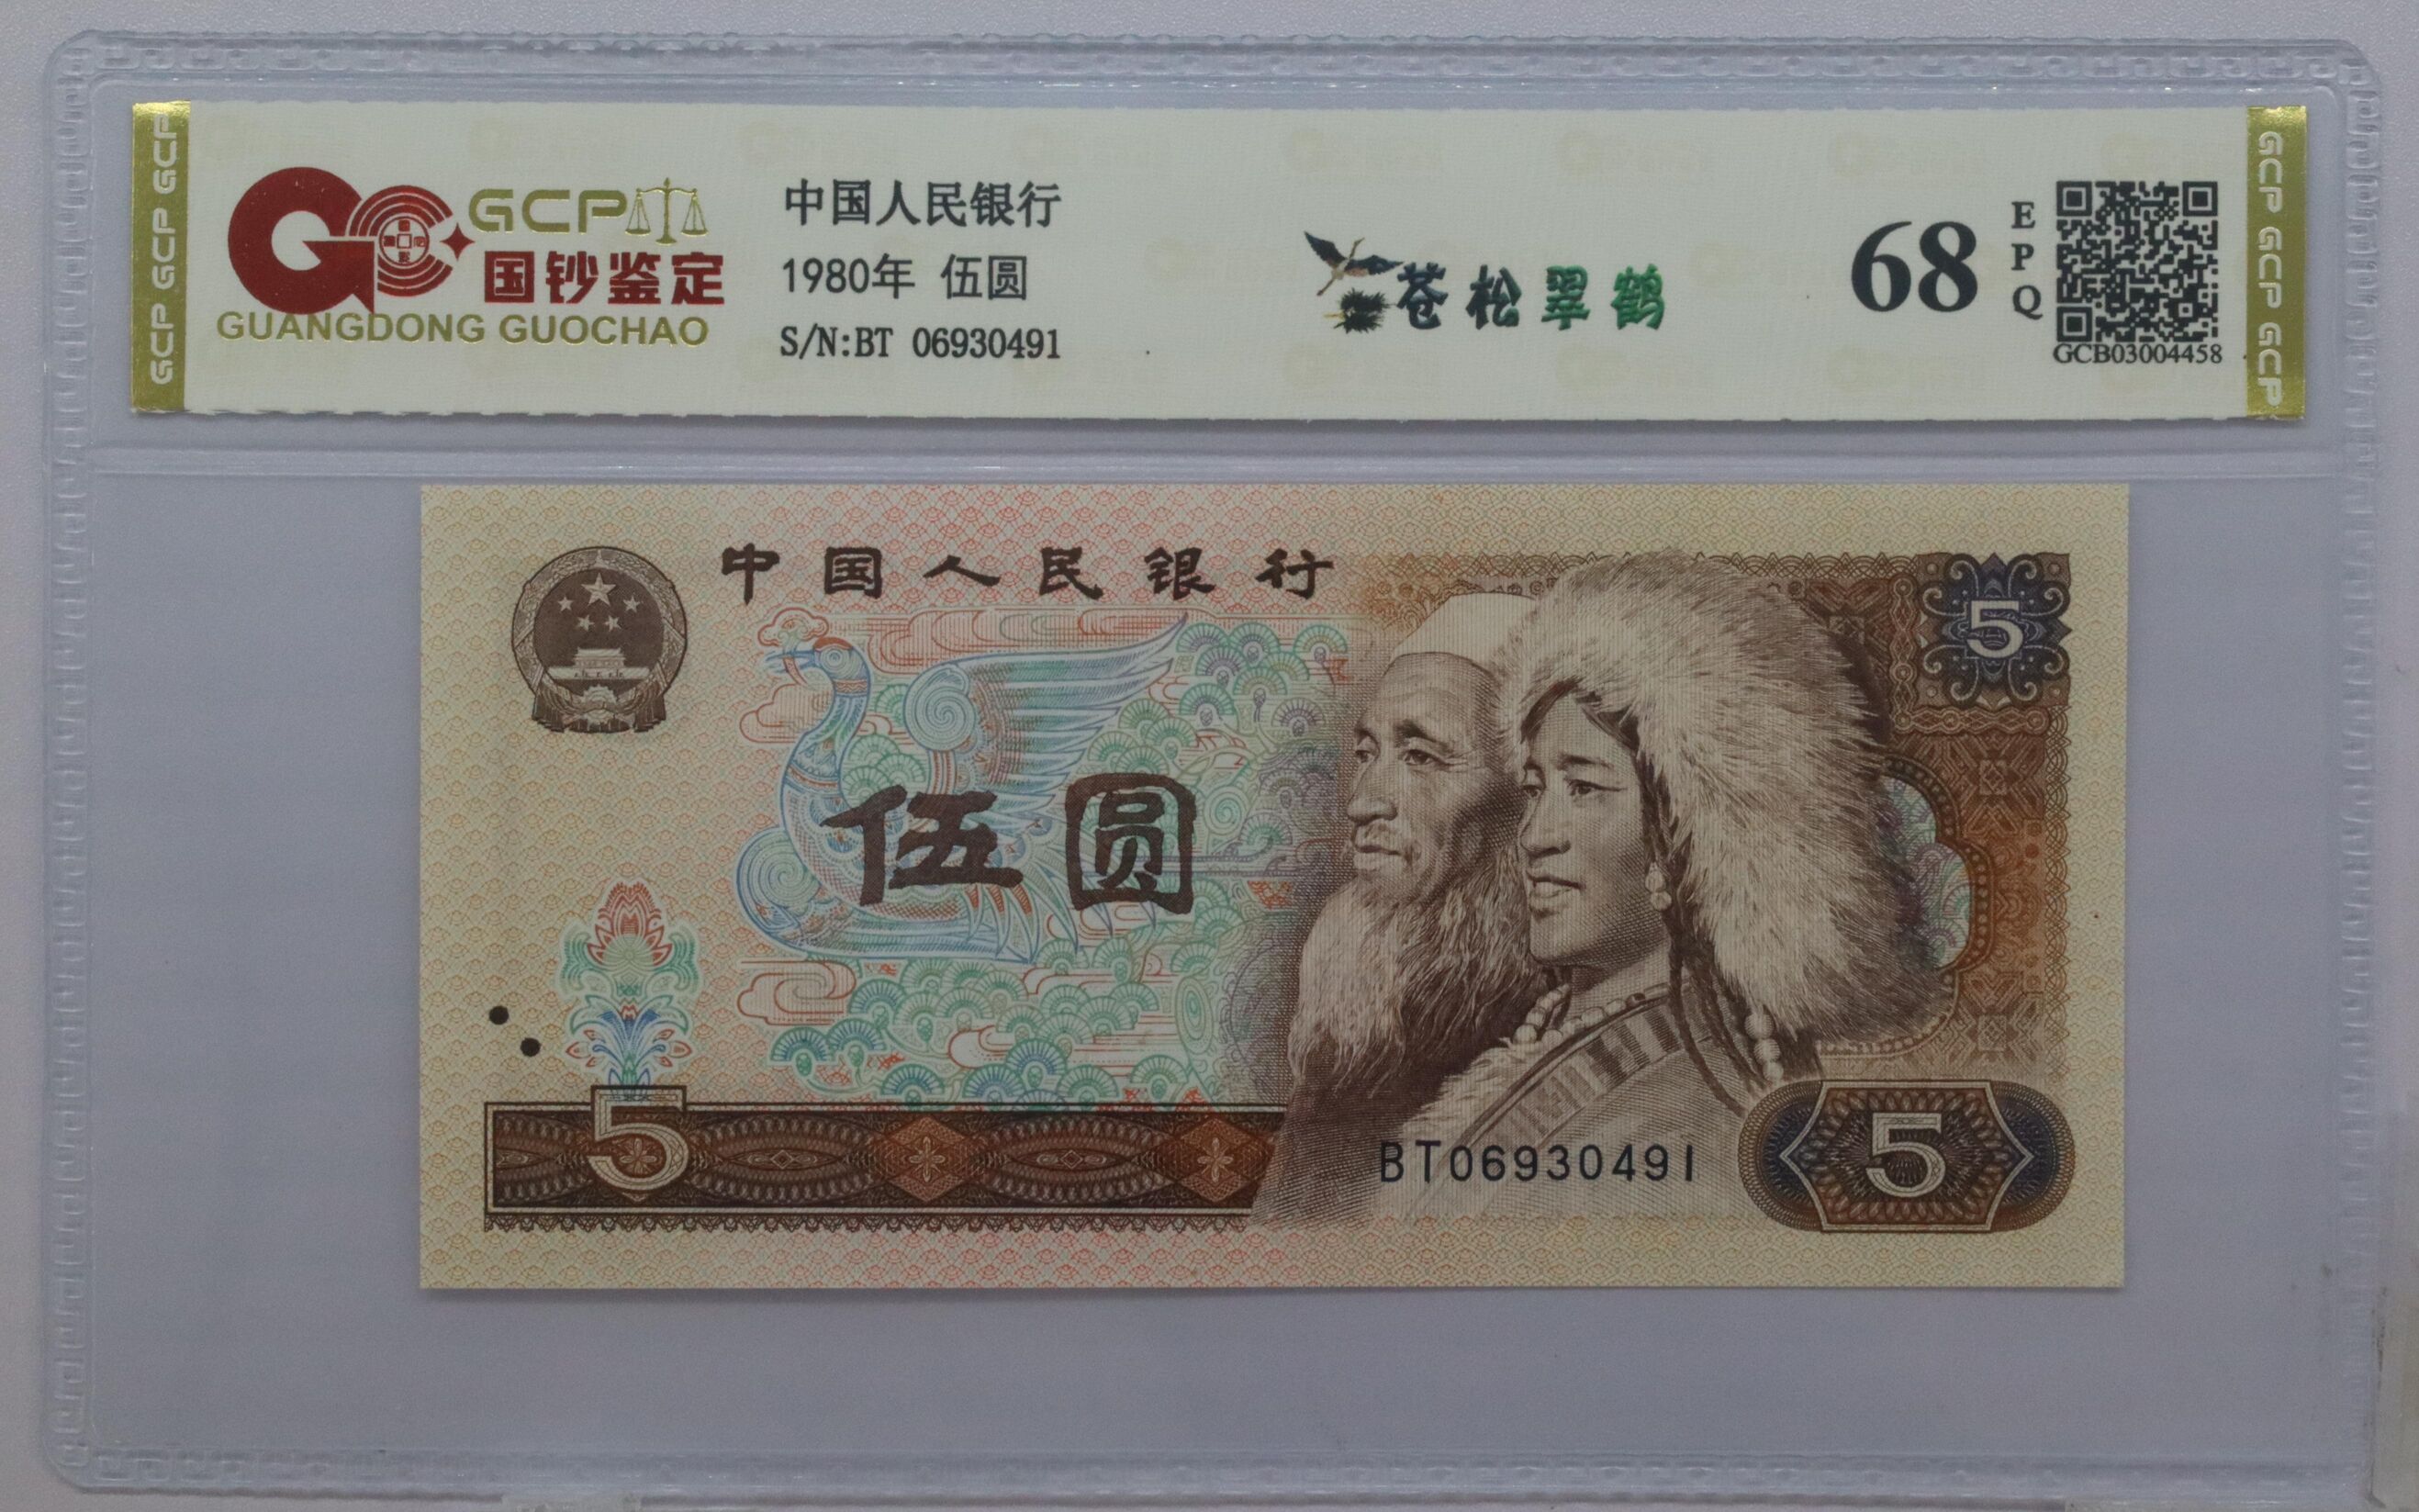 GCP GCP GCP
GCP
国钞鉴定
GUANGDONG GUOCHAO
中国人民银行
1980年 伍圆
S/N:BT 06930491
苍松翠鹤
68
EPQ
GCB03004458
GCP GCP GCP
中国人民银行
5
伍圆
5
BT06930491
5